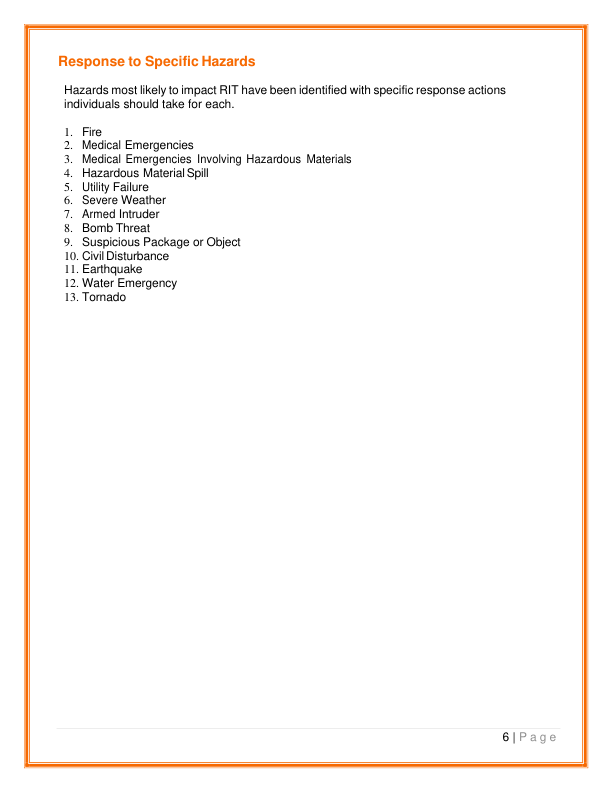 Response to Specific Hazards
Hazards most likely to impact RIT have been identified with specific response actions
individuals should take for each.
1. Fire
2. Medical Emergencies
3. Medical Emergencies Involving Hazardous Materials
4. Hazardous Material Spill
5. Utility Failure
6. Severe Weather
7. Armed Intruder
8. Bomb Threat
9. Suspicious Package or Object
10. Civil Disturbance
11. Earthquake
12. Water Emergency
13. Tornado
6 | Page